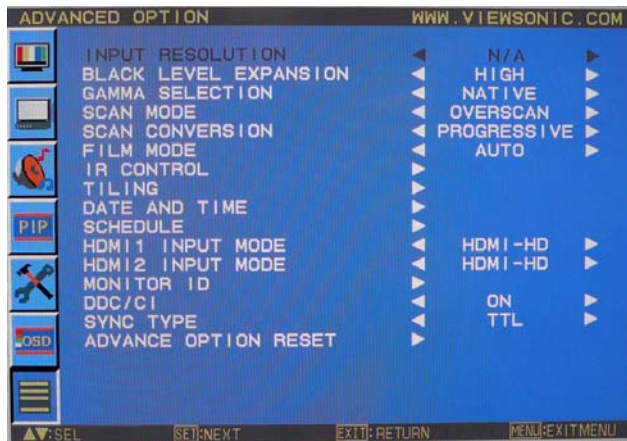 ADVANCED OPTION WWW.VIEWSONIC.COM
INPUT RESOLUTION N/A
BLACK LEVEL EXPANSION HIGH
GAMMA SELECTION NATIVE
SCAN MODE OVERSCAN
SCAN CONVERSION PROGRESSIVE
FILM MODE AUTO
IR CONTROL
TILING
DATE AND TIME
PIP SCHEDULE
HDMI1 INPUT MODE HDMI-HD
HDMI2 INPUT MODE HDMI-HD
MONITOR ID
DDC/CI ON
SYNC TYPE TTL
OSD ADVANCE OPTION RESET
:SEL SET:NEXT EXIT:RETURN MENU:EXITMENU